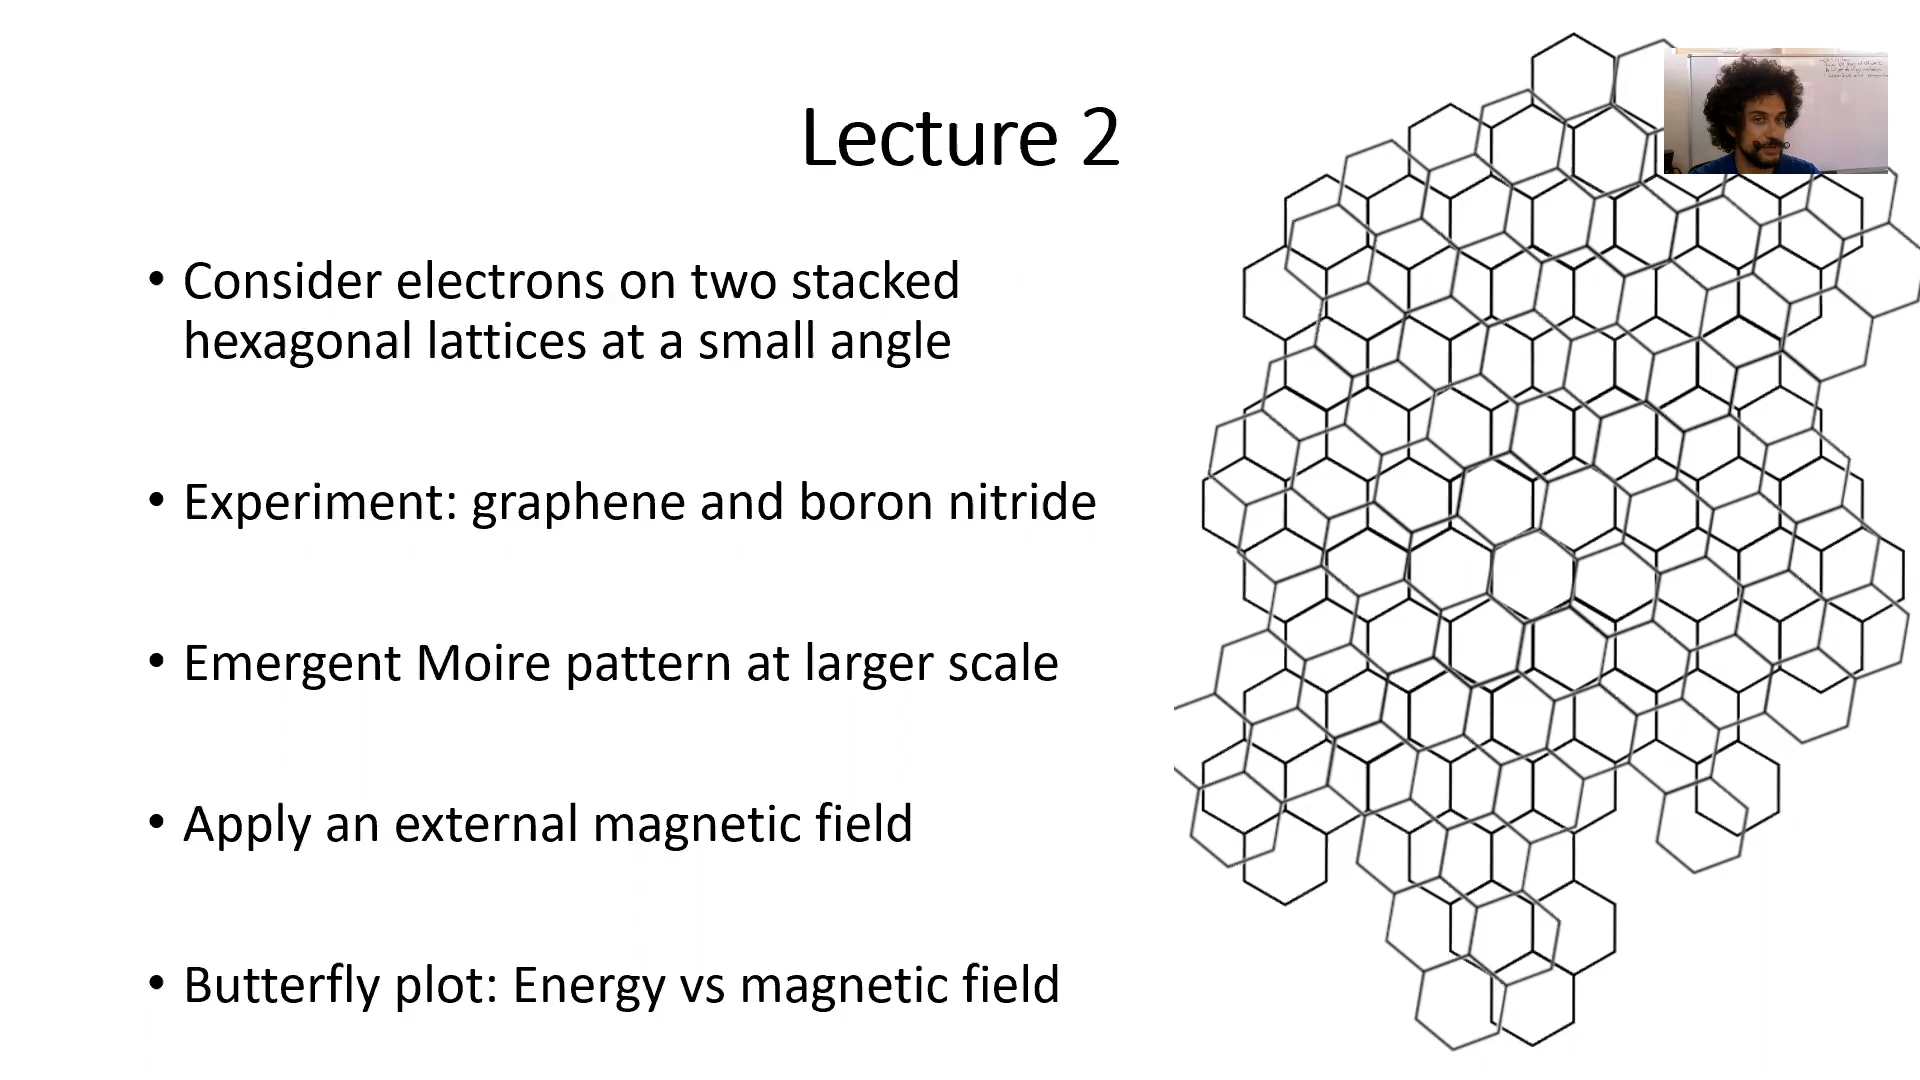 Lecture 2
• Consider electrons on two stacked
hexagonal lattices at a small angle
• Experiment: graphene and boron nitride
• Emergent Moire pattern at larger scale
• Apply an external magnetic field
• Butterfly plot: Energy vs magnetic field